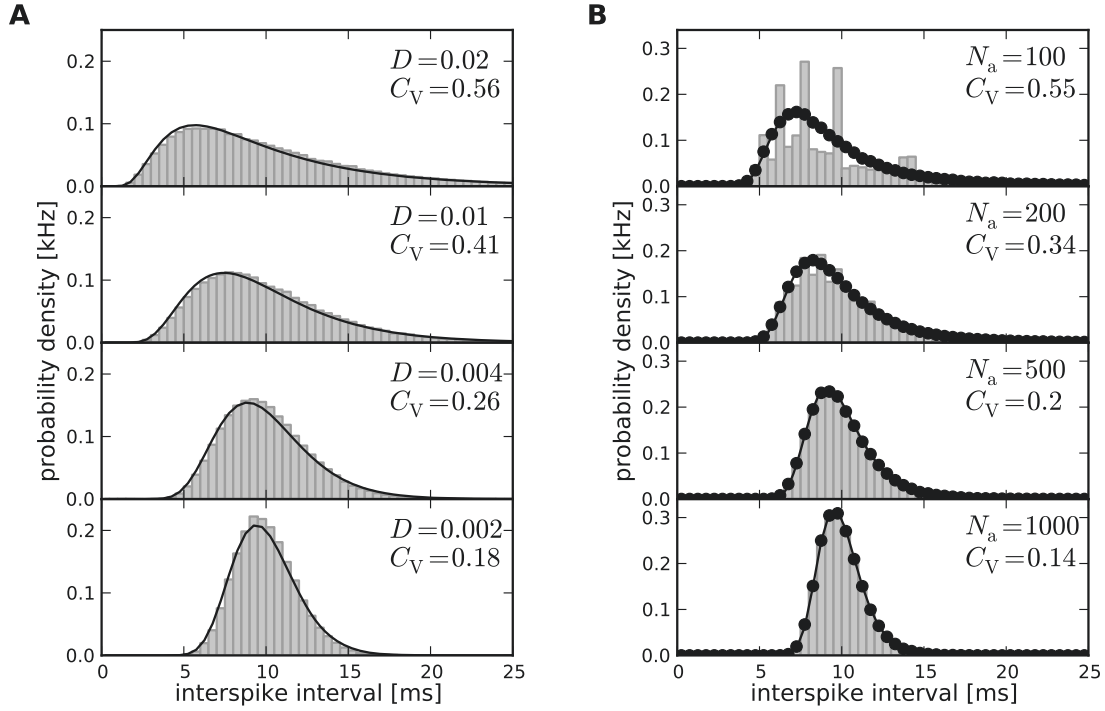 A
0.2
0.1
0.0
D=0.02
C_V=0.56
0.2
0.1
0.0
D=0.01
C_V=0.41
0.2
0.1
0.0
D=0.004
C_V=0.26
0.2
0.1
0.0
D=0.002
C_V=0.18
probability density [kHz]
0 5 10 15 20 25
interspike interval [ms]
B
0.3
0.2
0.1
0.0
N_a=100
C_V=0.55
0.3
0.2
0.1
0.0
N_a=200
C_V=0.34
0.3
0.2
0.1
0.0
N_a=500
C_V=0.2
0.3
0.2
0.1
0.0
N_a=1000
C_V=0.14
probability density [kHz]
0 5 10 15 20 25
interspike interval [ms]